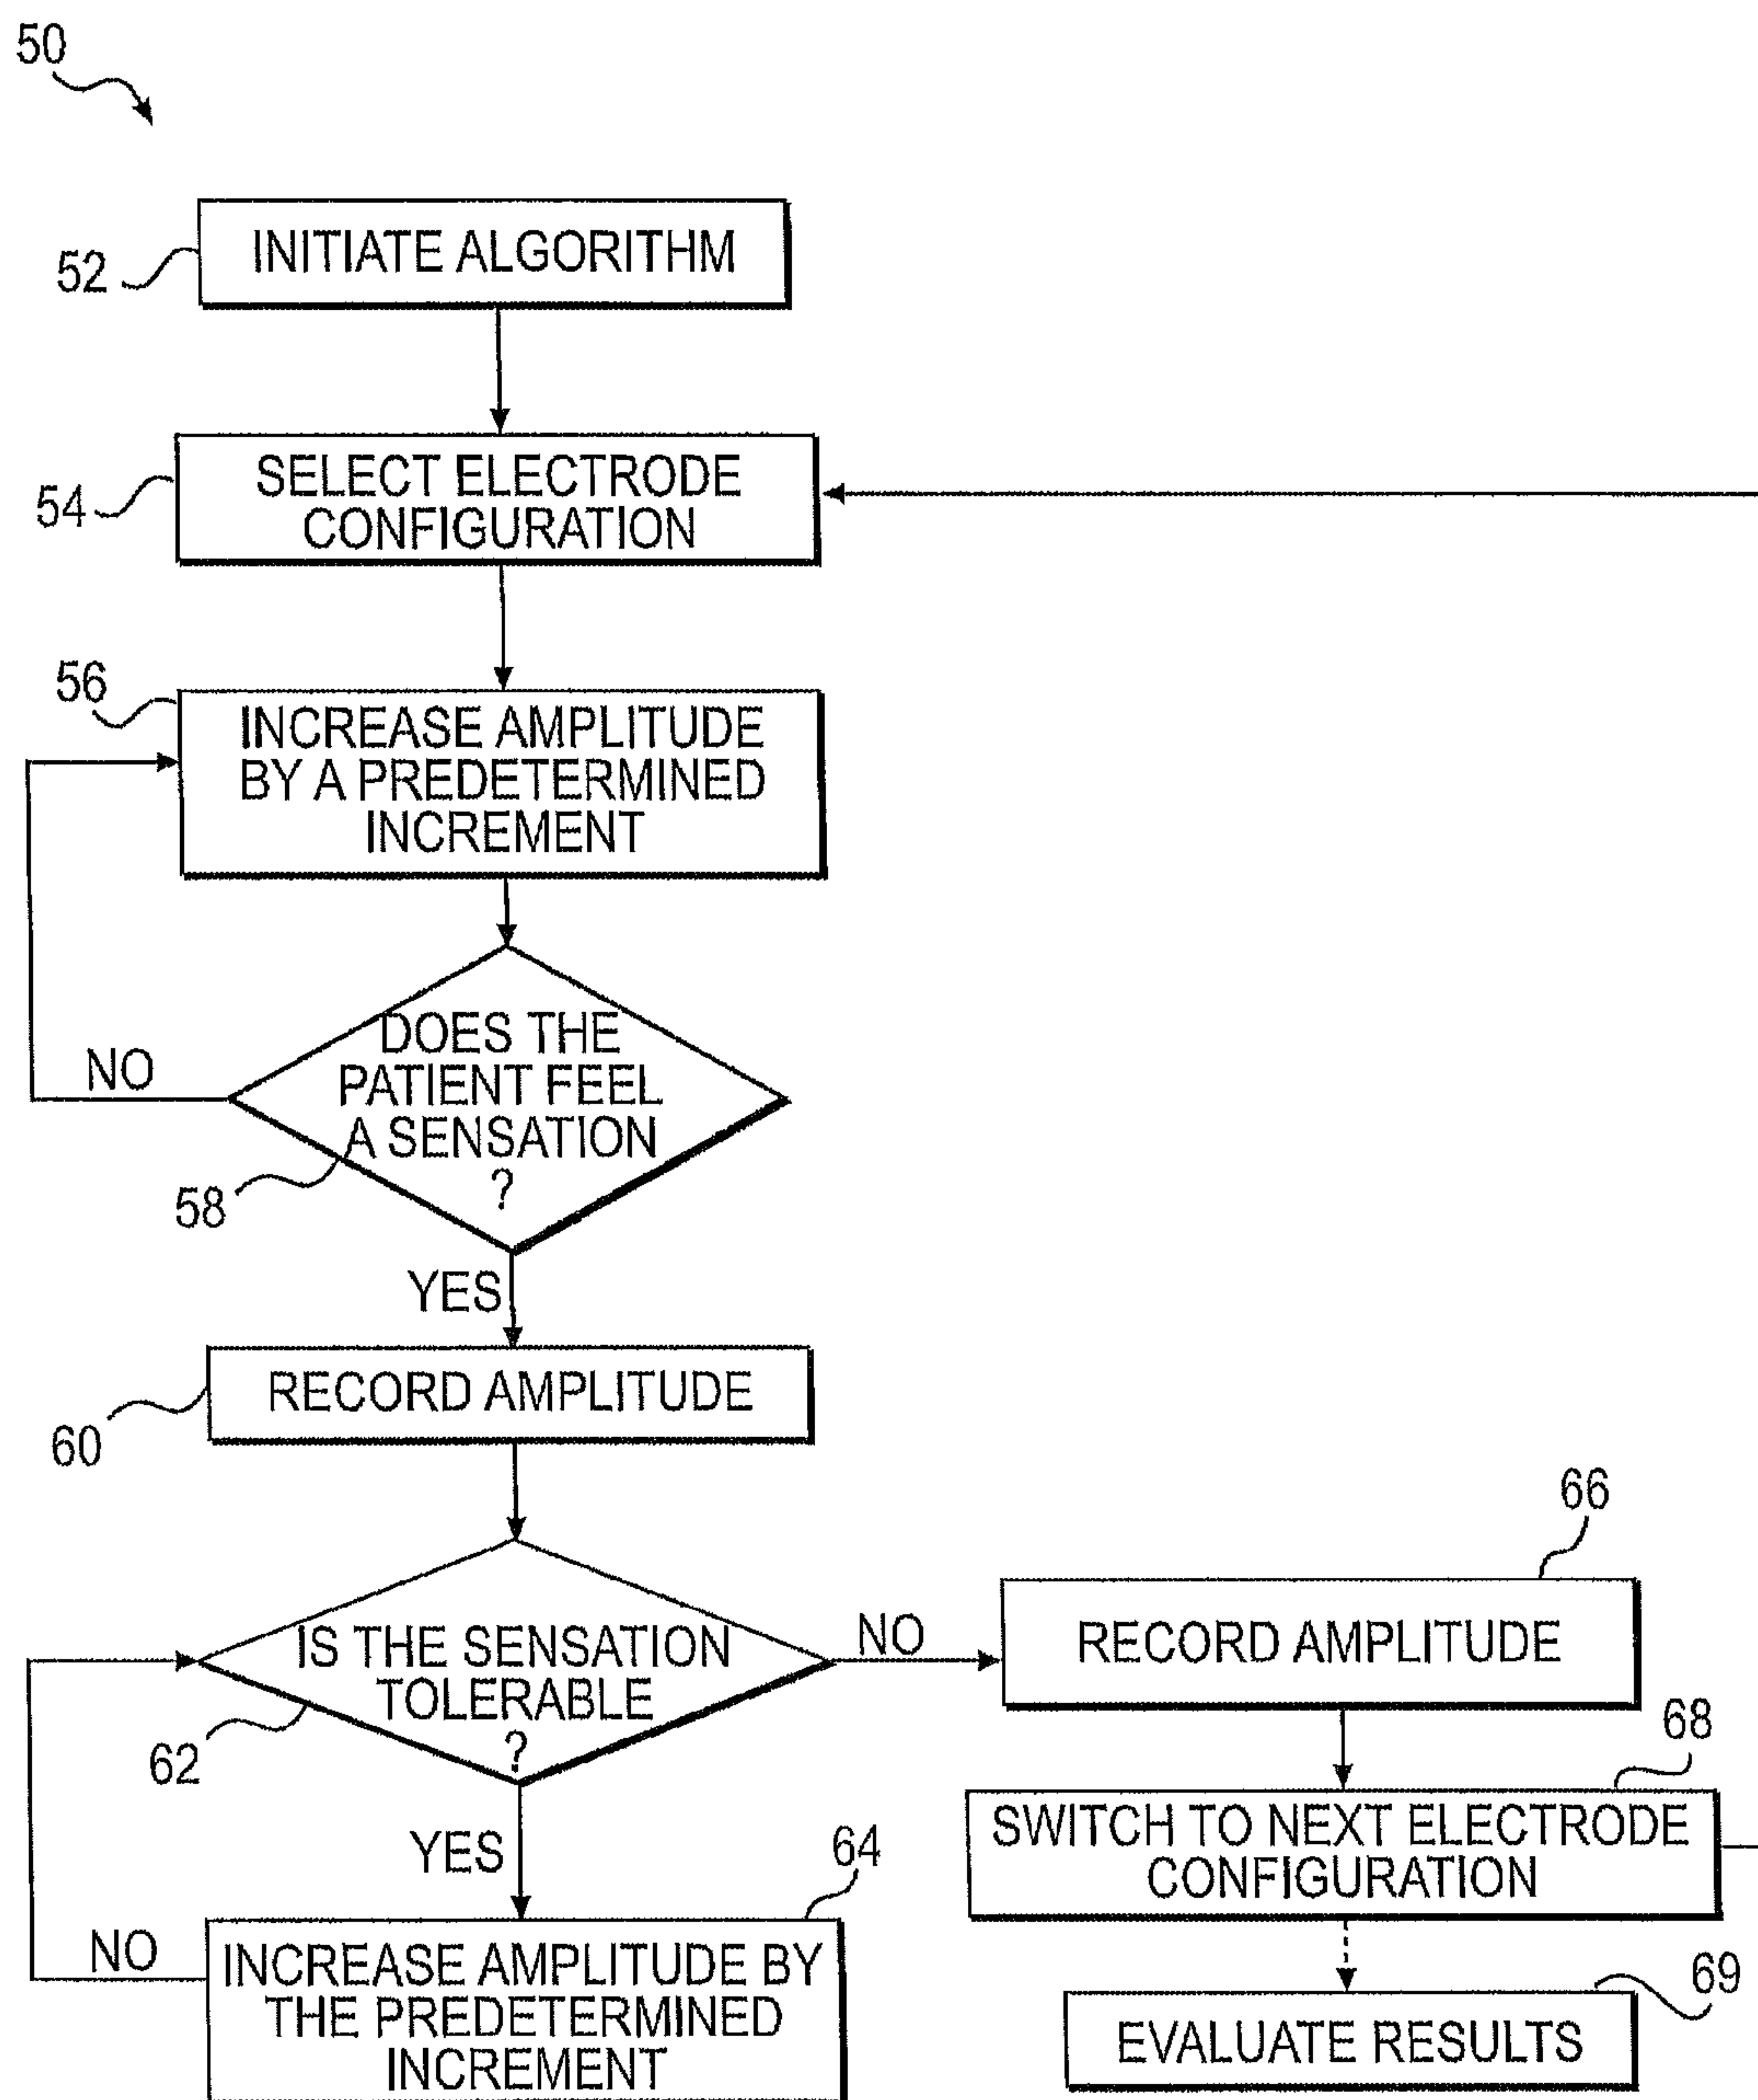 50
INITIATE ALGORITHM
52
SELECT ELECTRODE
CONFIGURATION
54
56
INCREASE AMPLITUDE
BY A PREDETERMINED
INCREMENT
DOES THE
PATIENT FEEL
A SENSATION
?
NO
58
YES
RECORD AMPLITUDE
60
IS THE SENSATION
TOLERABLE
?
62
NO
66
RECORD AMPLITUDE
68
SWITCH TO NEXT ELECTRODE
CONFIGURATION
YES
64
NO
INCREASE AMPLITUDE BY
THE PREDETERMINED
INCREMENT
69
EVALUATE RESULTS